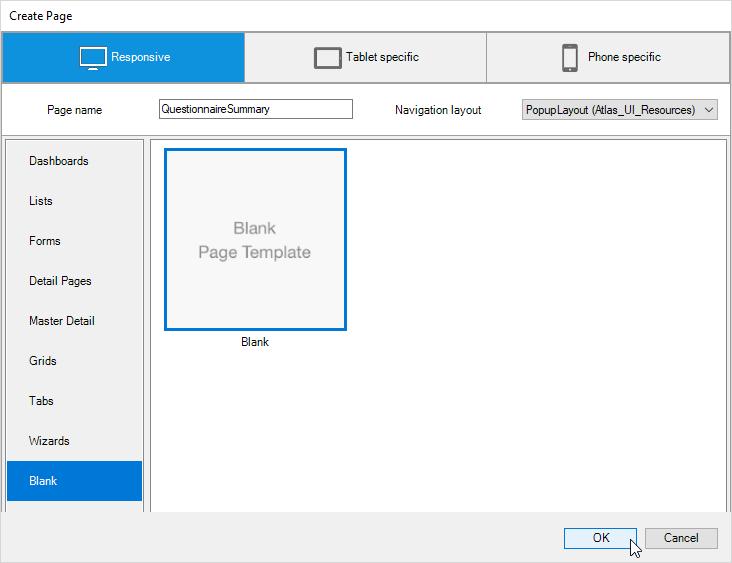 Create Page
Responsive
Tablet specific
Phone specific
Page name
QuestionnaireSummary
Navigation layout
PopupLayout (Atlas_UI_Resources)
Dashboards
Lists
Forms
Detail Pages
Master Detail
Grids
Tabs
Wizards
Blank
Blank
Page Template
Blank
OK
Cancel